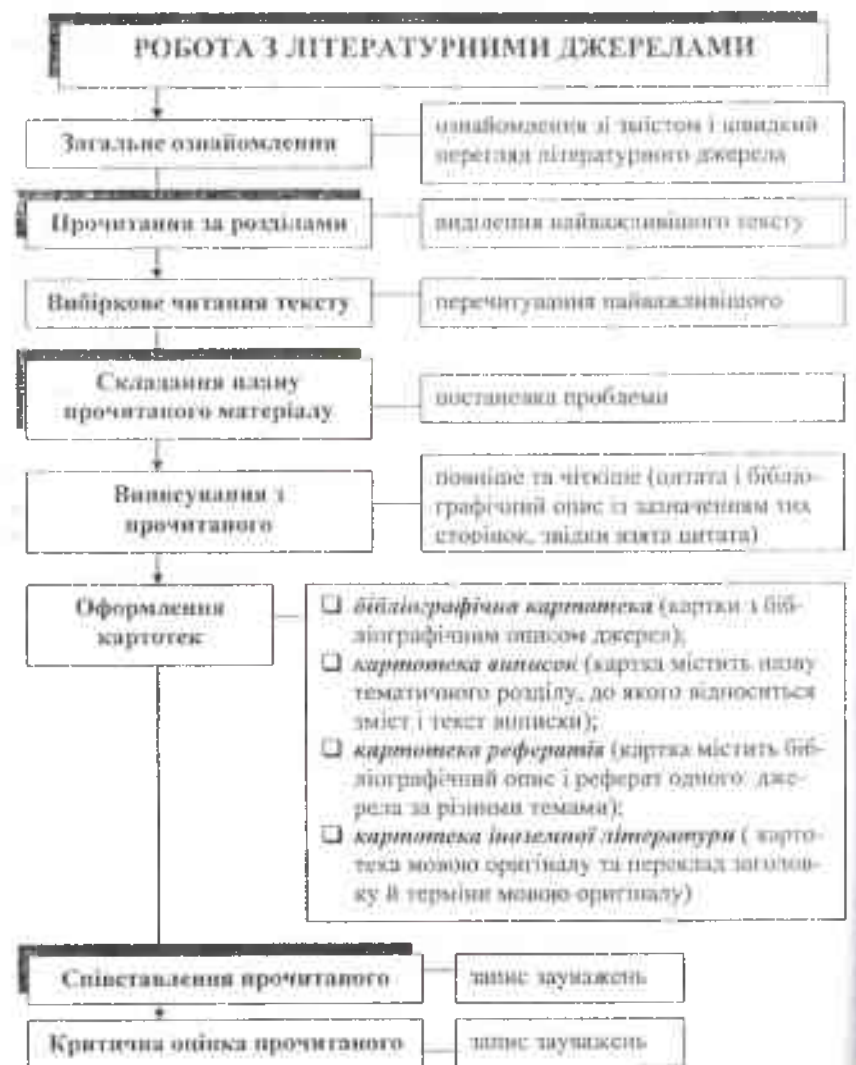 РОБОТА З ЛІТЕРАТУРНИМИ ДЖЕРЕЛАМИ
Загальне ознайомлення
ознайомлення зі змістом і швидкий
перегляд літературного джерела
Прочитання за розділами
виділення найважливішого тексту
Вибіркове читання тексту
перечитування найважливішого
Складання плану
прочитаного матеріалу
постановка проблеми
Виписування з
прочитаного
повніше та чіткіше (цитата і бібліо-
графічний опис із зазначенням тих
сторінок, звідки взята цитата)
Оформлення
картотек
❑ бібліографічна картотека (картки з біб-
ліографічним описом джерел);
❑ картотека виписок (картка містить назву
тематичного розділу, до якого відноситься
зміст і текст виписки);
❑ картотека рефератів (картка містить біб-
ліографічний опис і реферат одного дже-
рела за різними темами);
❑ картотека іноземної літератури ( карто-
тека мовою оригіналу та переклад заголов-
ку й терміни мовою оригіналу)
Співставлення прочитаного
запис зауважень
Критична оцінка прочитаного
запис зауважень